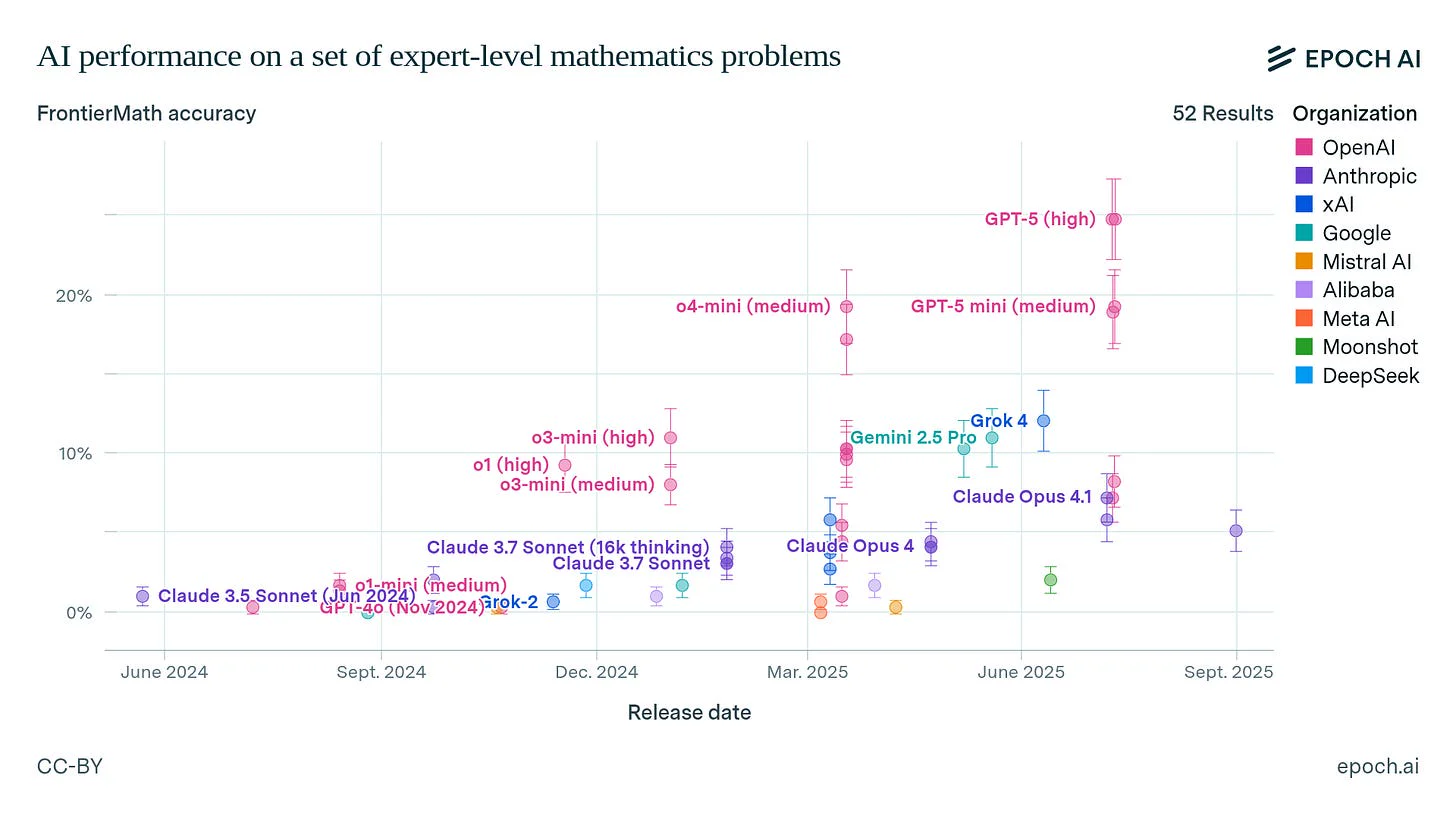 AI performance on a set of expert-level mathematics problems
EPOCH AI
FrontierMath accuracy
52 Results
Organization
OpenAI
Anthropic
xAI
Google
Mistral AI
Alibaba
Meta AI
Moonshot
DeepSeek
GPT-5 (high)
20%
o4-mini (medium)
GPT-5 mini (medium)
Grok 4
o3-mini (high)
Gemini 2.5 Pro
10%
o1 (high)
o3-mini (medium)
Claude Opus 4.1
Claude 3.7 Sonnet (16k thinking)
Claude Opus 4
Claude 3.7 Sonnet
o1-mini (medium)
Claude 3.5 Sonnet (Jun 2024)
Grok-2
GPT-4o (Nov 2024)
0%
June 2024
Sept. 2024
Dec. 2024
Mar. 2025
June 2025
Sept. 2025
Release date
CC-BY
epoch.ai